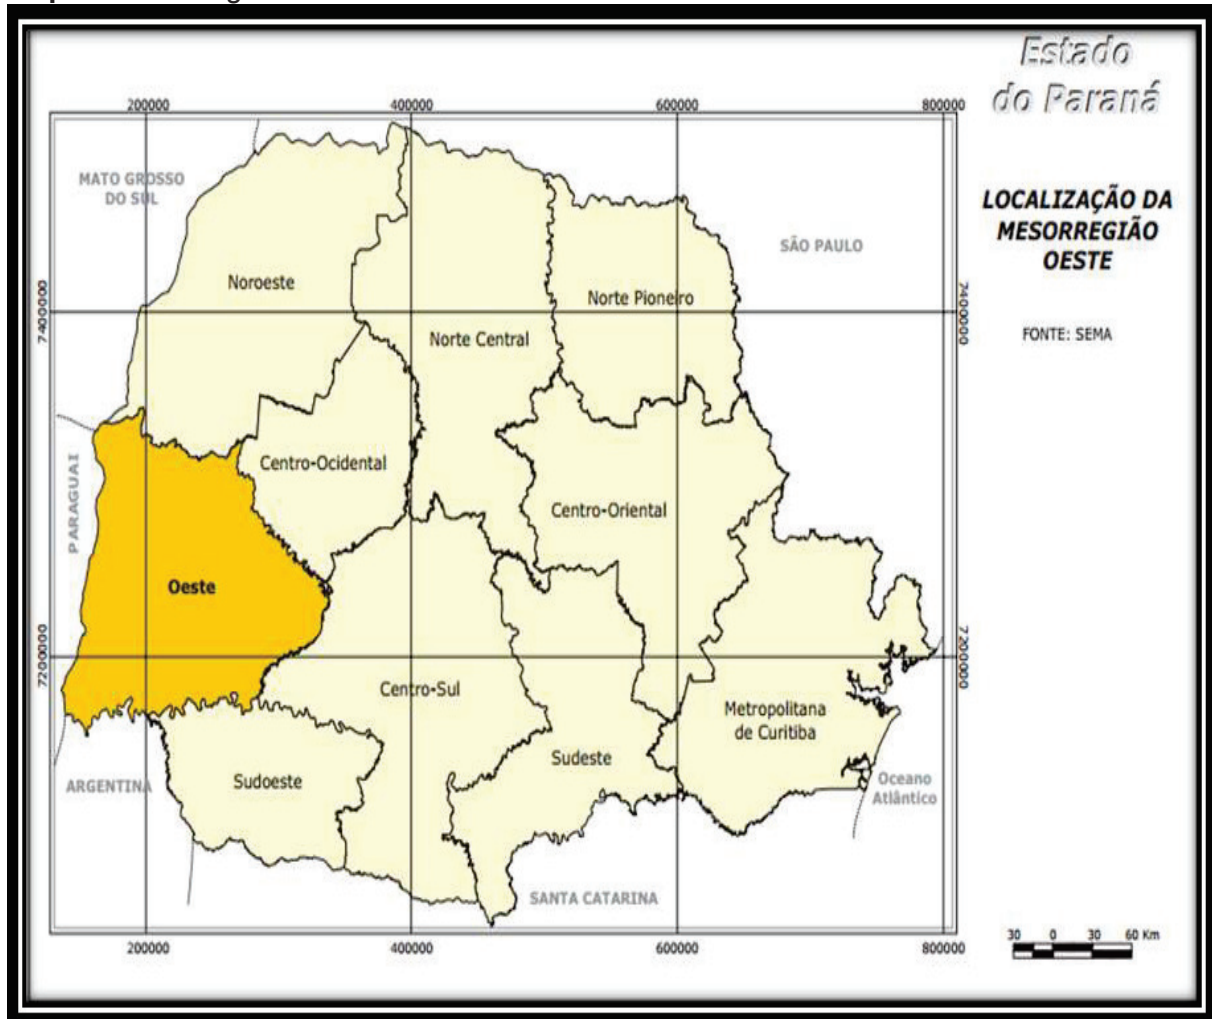 Estado
do Paraná
LOCALIZAÇÃO DA
MESORREGIÃO
OESTE
FONTE: SEMA
200000
400000
600000
800000
MATO GROSSO
DO SUL
SÃO PAULO
Noroeste
Norte Pioneiro
7400000
7400000
Norte Central
Centro-Ocidental
PARAGUAI
Centro-Oriental
Oeste
7200000
7200000
Centro-Sul
Metropolitana
de Curitiba
Sudeste
Sudoeste
ARGENTINA
Oceano
Atlântico
SANTA CATARINA
30 0 30 60 Km
200000
400000
600000
800000